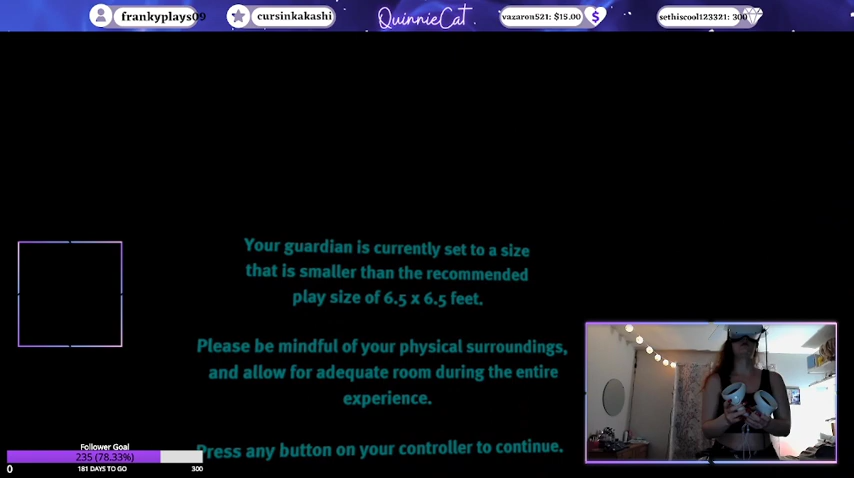 frankyplays09
cursinkakashi
QuinnieCat
vazaron521: $15.00
$
sethiscool123321: 300
Your guardian is currently set to a size
that is smaller than the recommended
play size of 6.5 x 6.5 feet.
Please be mindful of your physical surroundings,
and allow for adequate room during the entire
experience.
Press any button on your controller to continue.
Follower Goal
235 (78.33%)
0
181 DAYS TO GO
300